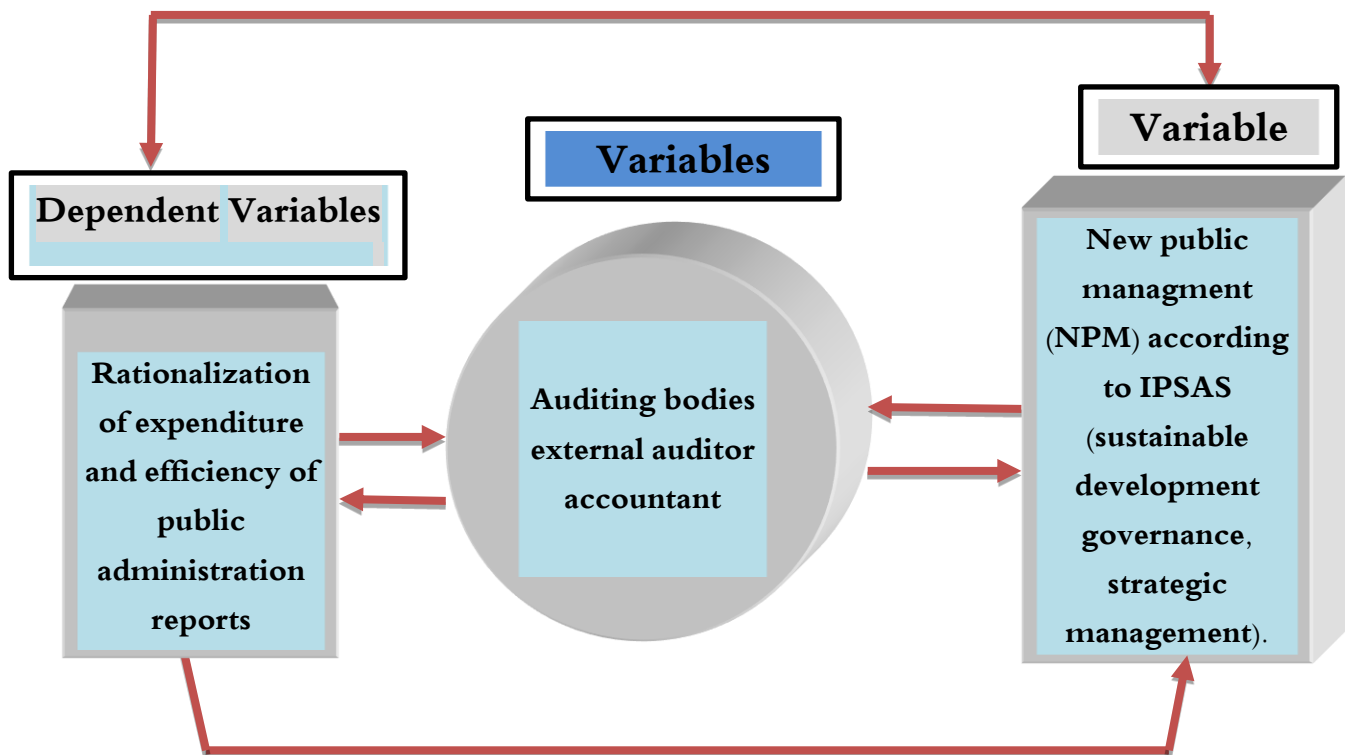 Variable
Variables
Dependent Variables
Rationalization
of expenditure
and efficiency of
public
administration
reports
Auditing bodies
external auditor
accountant
New public
managment
(NPM) according
to IPSAS
(sustainable
development
governance,
strategic
management).